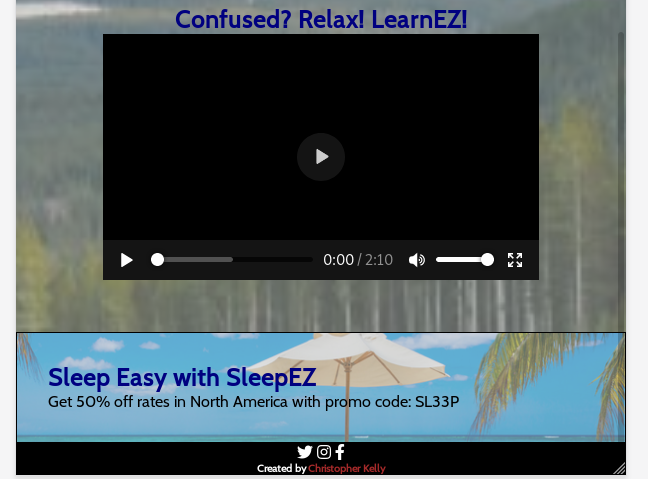 Confused? Relax! LearnEZ!
0:00 / 2:10
Sleep Easy with SleepEZ
Get 50% off rates in North America with promo code: SL33P
Created by Christopher Kelly